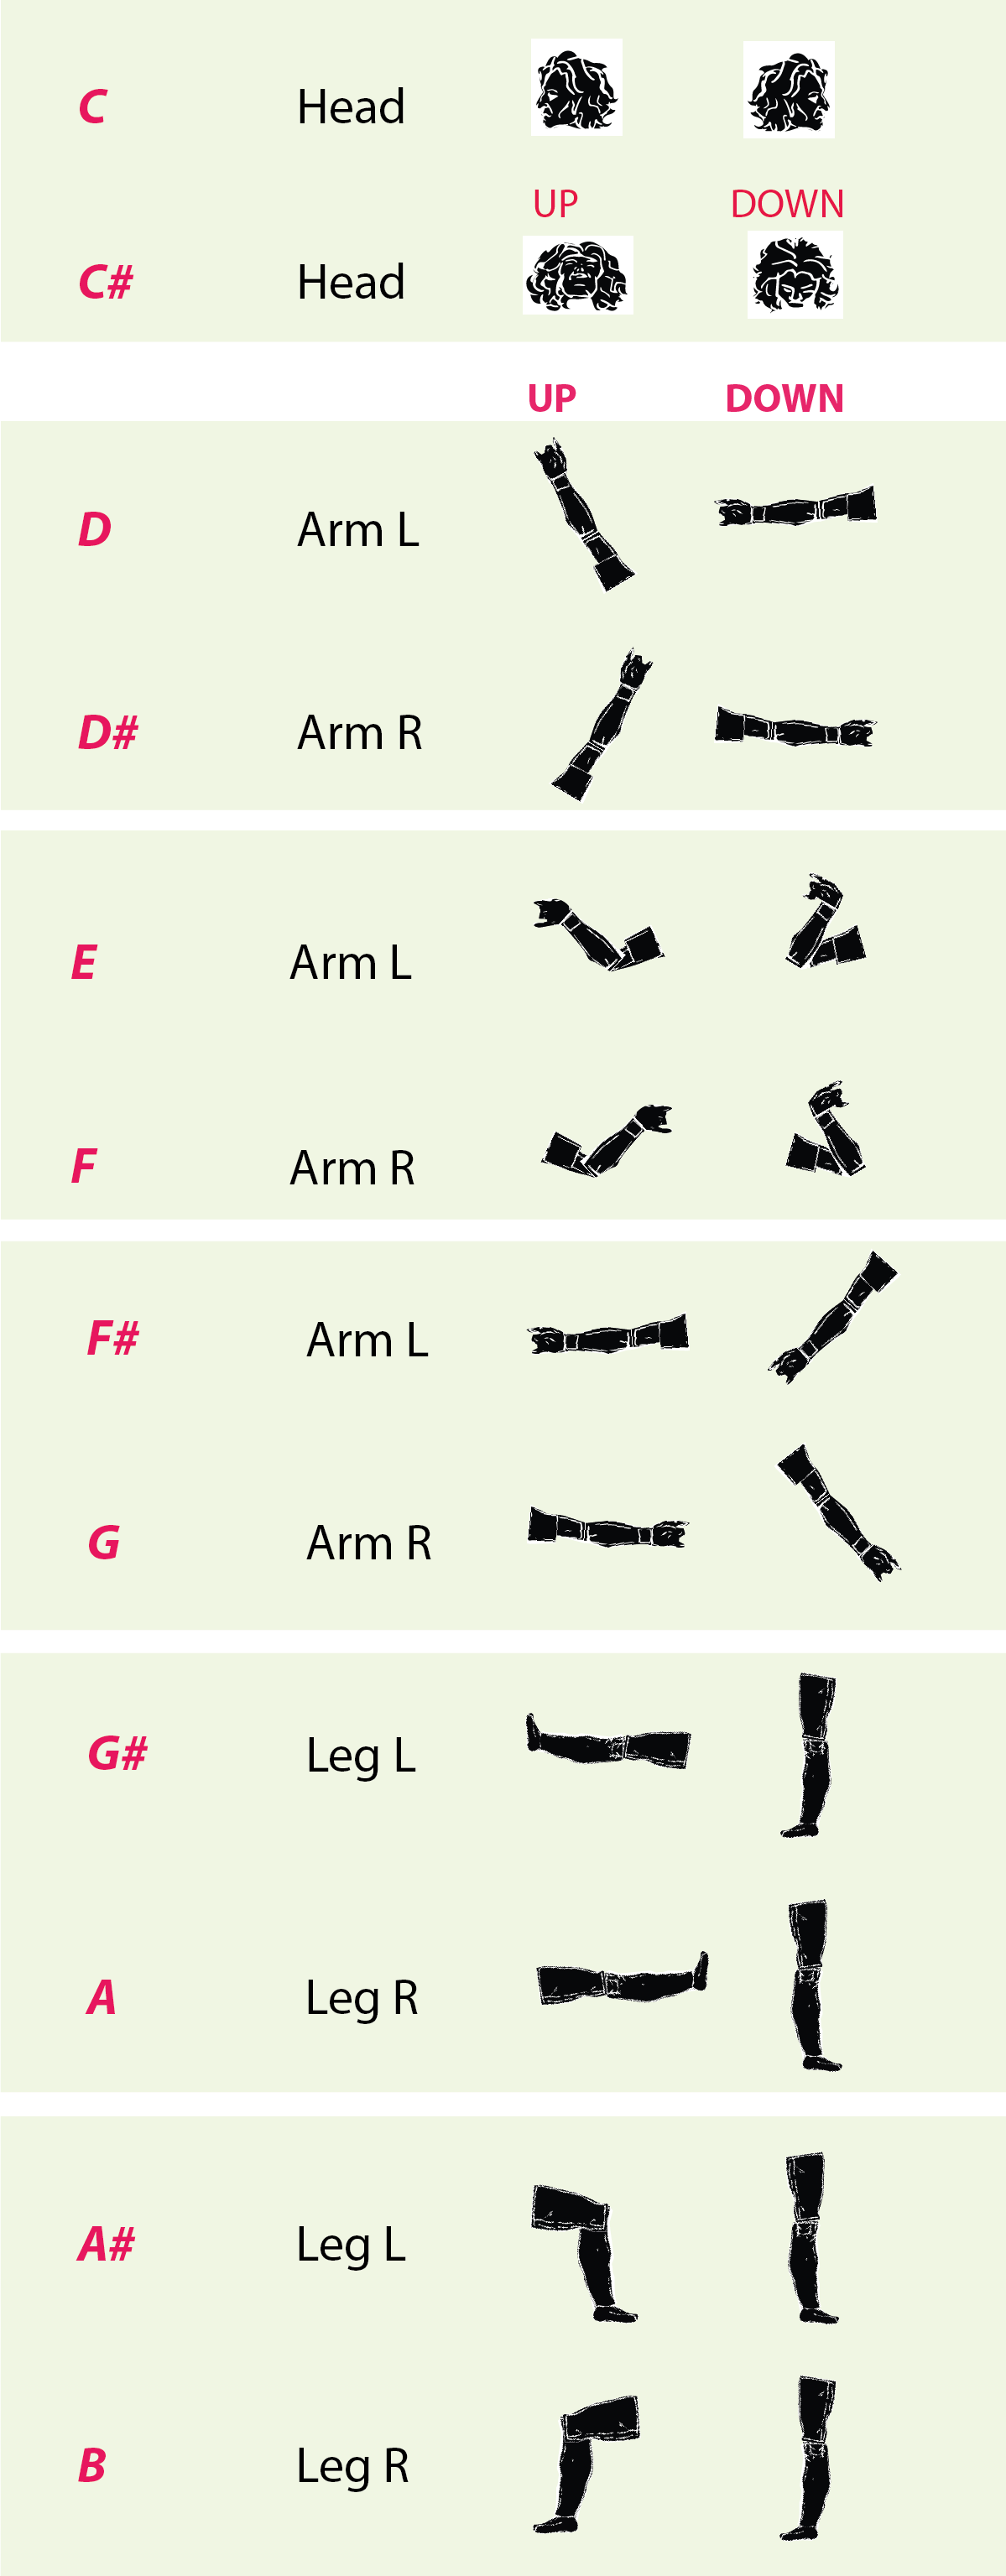 C Head
UP DOWN
C# Head
UP DOWN
D Arm L
D# Arm R
E Arm L
F Arm R
F# Arm L
G Arm R
G# Leg L
A Leg R
A# Leg L
B Leg R